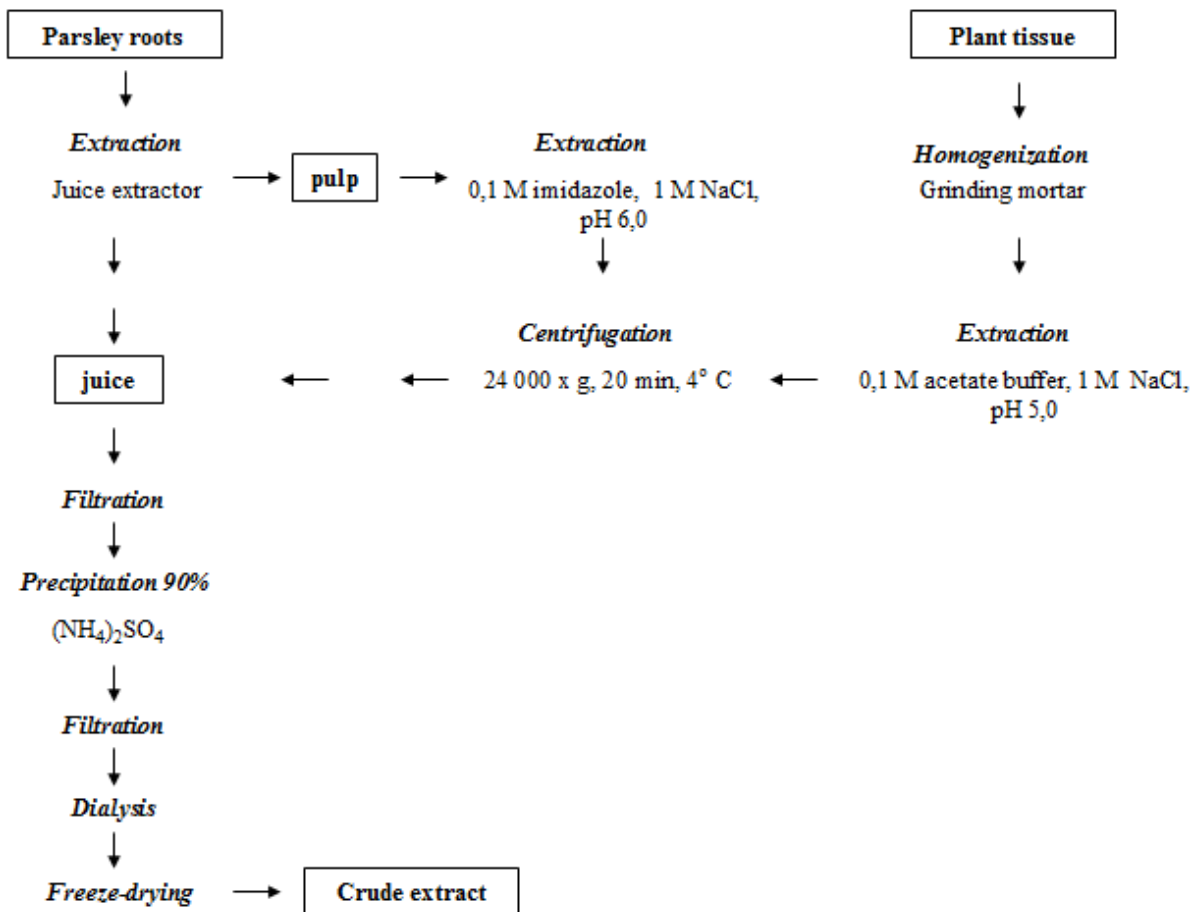 Parsley roots
Plant tissue
Extraction
Juice extractor
pulp
Extraction
0,1 M imidazole, 1 M NaCl,
pH 6,0
Homogenization
Grinding mortar
juice
Centrifugation
24 000 x g, 20 min, 4° C
Extraction
0,1 M acetate buffer, 1 M NaCl,
pH 5,0
Filtration
Precipitation 90%
(NH₄)₂SO₄
Filtration
Dialysis
Freeze-drying
Crude extract